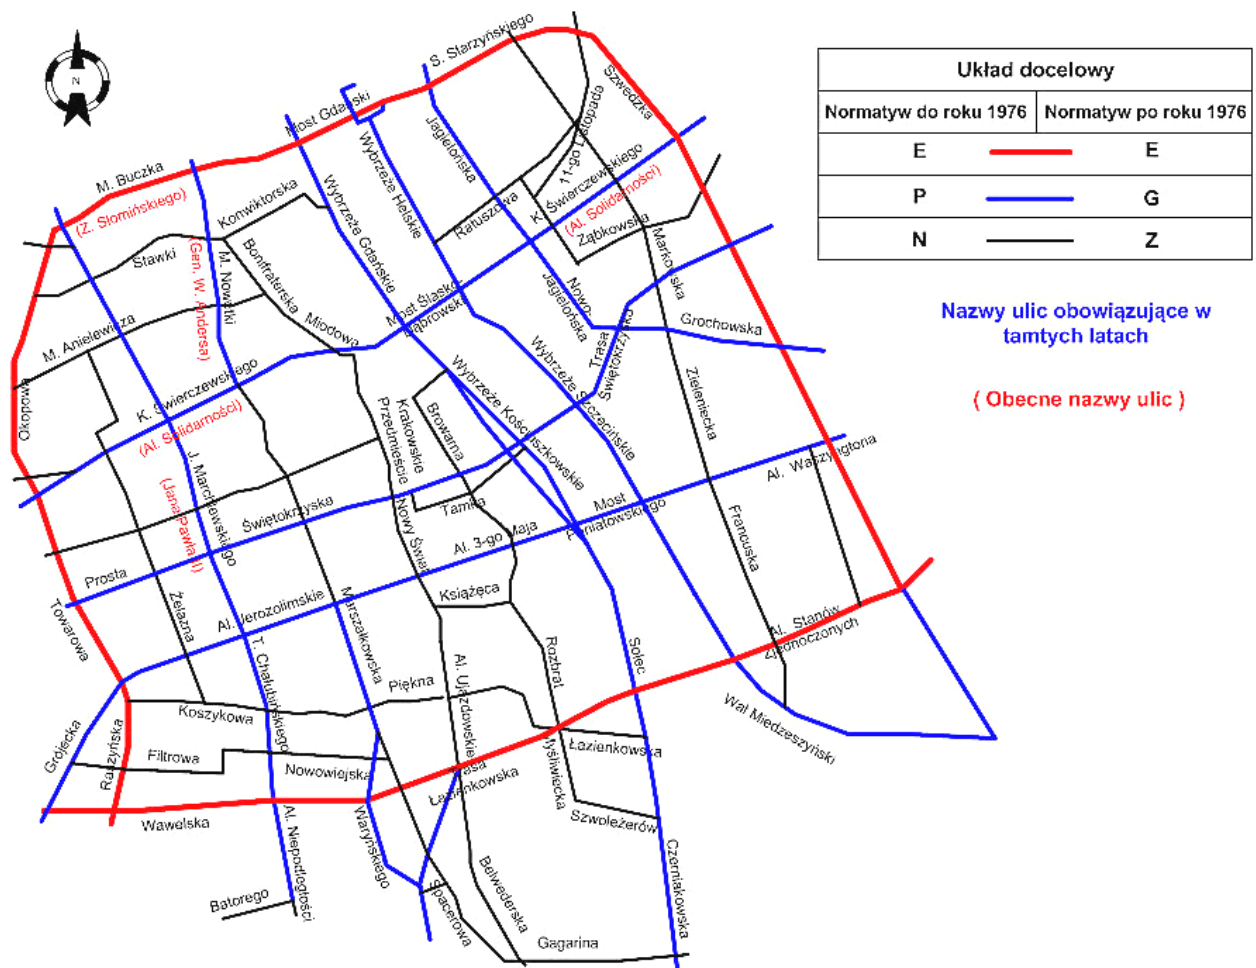 N
S. Starzyńskiego
Szwedzka
Most Gdański
M. Buczka
(Z. Słomińskiego)
Jagielońska
11-go Listopada
Wybrzeże Helskie
Wybrzeże Gdańskie
Konwiktorska
Ratuszowa
K. Świerczewskiego
(Al. Solidarności)
Ząbkowska
Stawki
Bonifraterska
M. Nowotki
(Gen. W. Andersa)
Markowska
Nowo-
Jagielońska
Most Śląsko
Dąbrowski
Miodowa
M. Anielewicza
Trasa
Świętokrzyska
Grochowska
Okopowa
K. Świerczewskiego
(Al. Solidarności)
Wybrzeże Szczecińskie
Wybrzeże Kościuszkowskie
Browarna
Krakowskie
Przedmieście
Zieleniecka
J. Marchlewskiego
(Jana Pawła II)
Al. Waszyngtona
Świętokrzyska
Tamka
Most
Poniatowskiego
Nowy Świat
Al. 3-go Maja
Francuska
Prosta
Żelazna
Książęca
Al. Jerozolimskie
Marszałkowska
Towarowa
Al. Stanów
Zjednoczonych
T. Chałubińskiego
Rozbrat
Solec
Al. Ujazdowskie
Piękna
Koszykowa
Wał Miedzeszyński
Grójecka
Raszyńska
Filtrowa
Nowowiejska
Łazienkowska
Myśliwiecka
Trasa
Łazienkowska
Wawelska
Szwoleżerów
Waryńskiego
Al. Niepodległości
Batorego
Spacerowa
Belwederska
Czerniakowska
Gagarina
Układ docelowy
Normatyw do roku 1976 Normatyw po roku 1976
E E
P G
N Z
Nazwy ulic obowiązujące w
tamtych latach
( Obecne nazwy ulic )